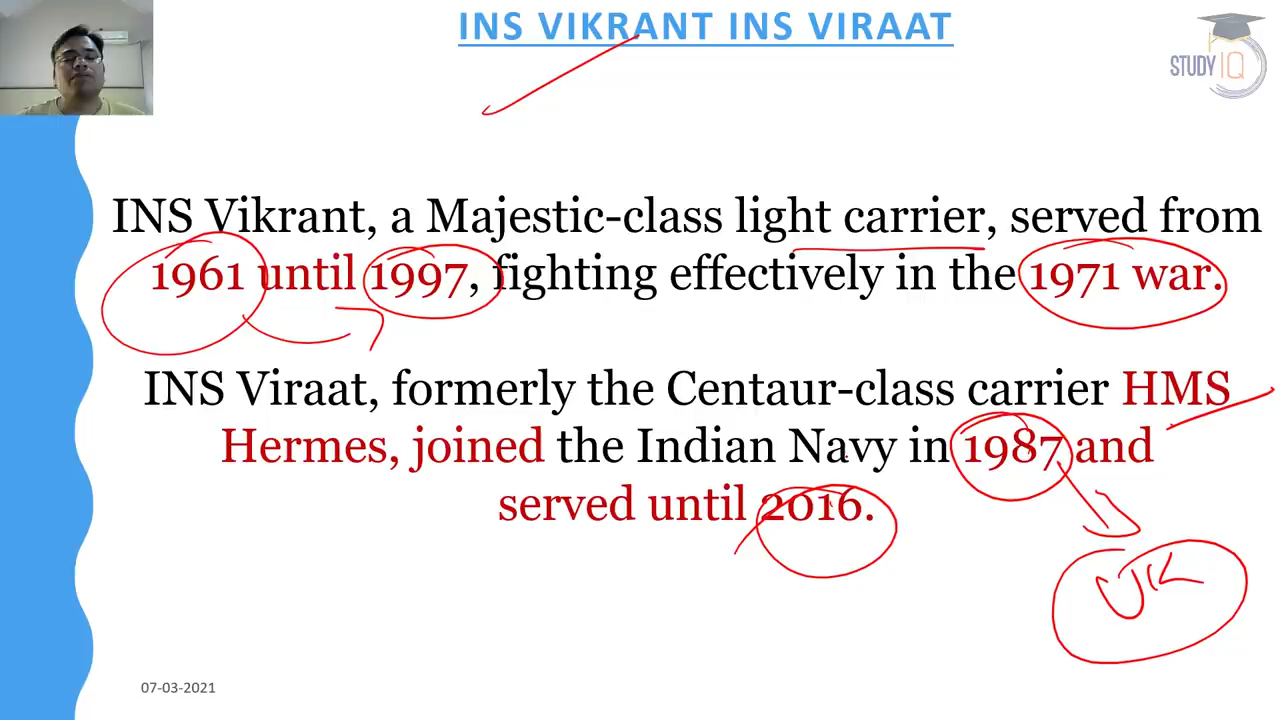 INS VIKRANT INS VIRAAT
STUDY IQ
INS Vikrant, a Majestic-class light carrier, served from
1961 until 1997, fighting effectively in the 1971 war.
INS Viraat, formerly the Centaur-class carrier HMS
Hermes, joined the Indian Navy in 1987 and
served until 2016.
UK
07-03-2021